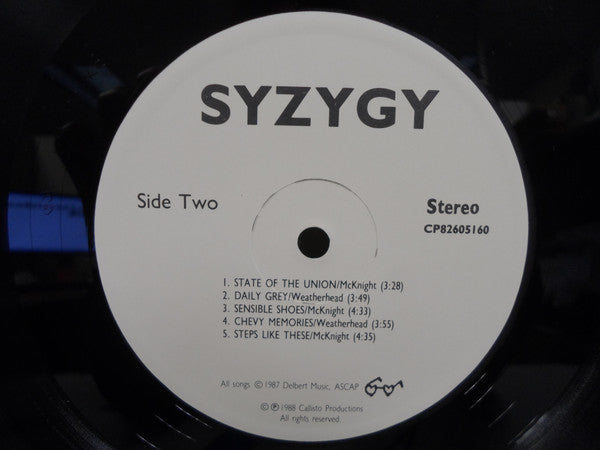 SYZYGY
Side Two
Stereo
CP82605160
1. STATE OF THE UNION/McKnight (3:28)
2. DAILY GREY/Weatherhead (3:49)
3. SENSIBLE SHOES/McKnight (4:33)
4. CHEVY MEMORIES/Weatherhead (3:55)
5. STEPS LIKE THESE/McKnight (4:35)
All songs ©1987 Delbert Music, ASCAP
© ℗ 1988 Callisto Productions
All rights reserved.